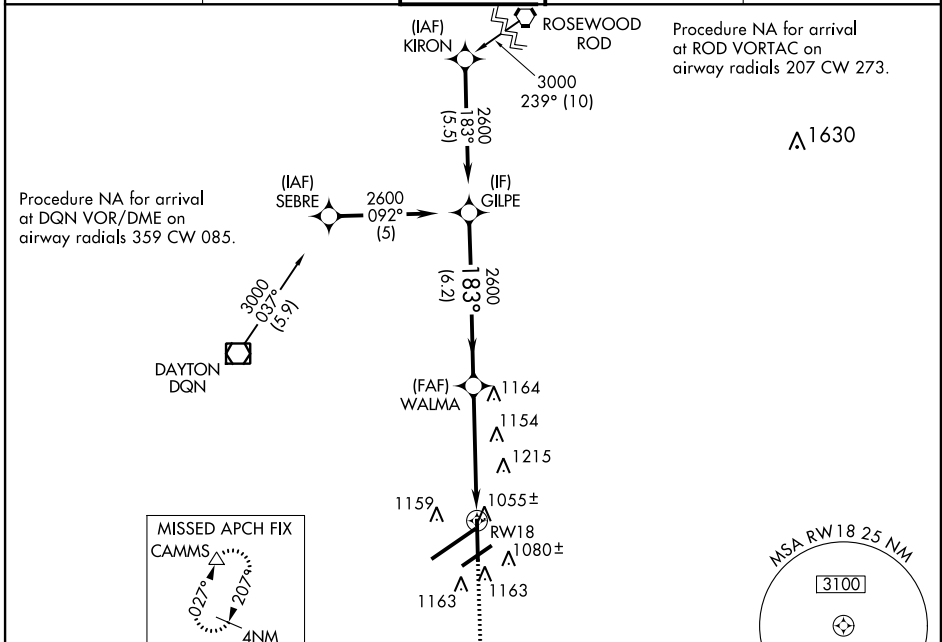 (IAF)
KIRON
ROSEWOOD
ROD
Procedure NA for arrival
at ROD VORTAC on
airway radials 207 CW 273.
3000
239° (10)
2600
183°
(5.5)
1630
Procedure NA for arrival
at DQN VOR/DME on
airway radials 359 CW 085.
(IAF)
SEBRE
2600
092°
(5)
(IF)
GILPE
3000
037°
(5.9)
2600
183°
(6.2)
DAYTON
DQN
(FAF)
WALMA
1164
1154
1215
1159
1055±
RW18
1080±
1163
1163
MISSED APCH FIX
CAMMS
027°
207°
4NM
MSA RW18 25 NM
3100